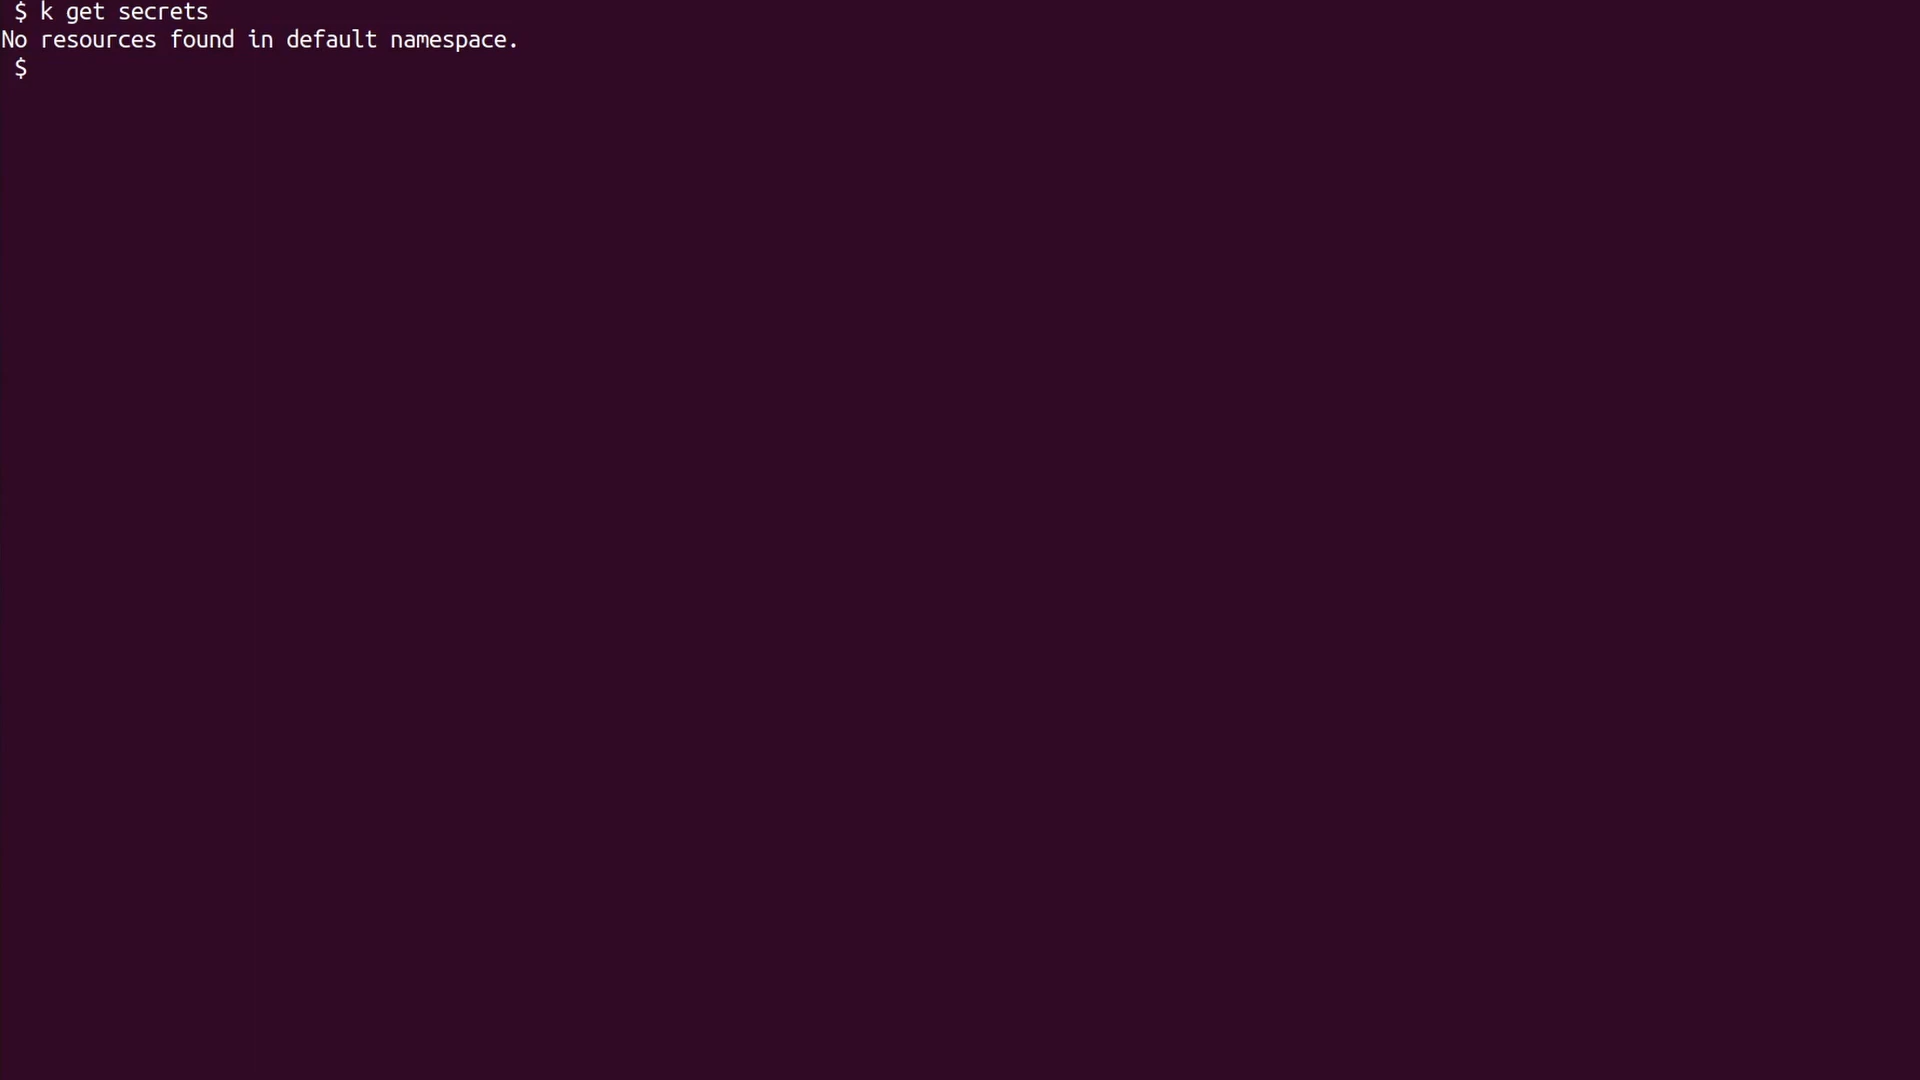 $ k get secrets
No resources found in default namespace.
$